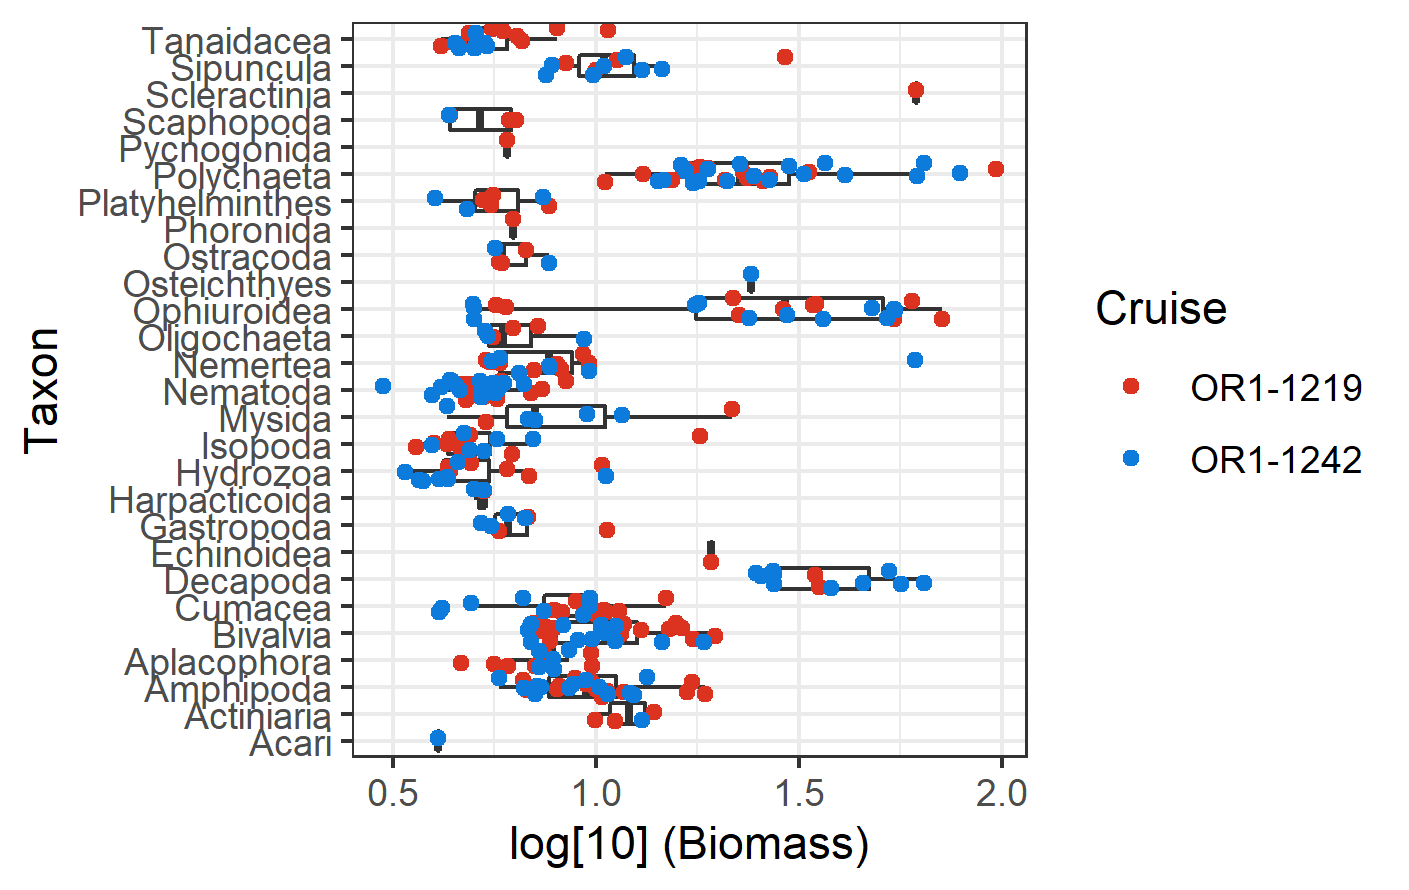 Taxon
Tanaidacea
Sipuncula
Scleractinia
Scaphopoda
Pycnogonida
Polychaeta
Platyhelminthes
Phoronida
Ostracoda
Osteichthyes
Ophiuroidea
Oligochaeta
Nemertea
Nematoda
Mysida
Isopoda
Hydrozoa
Harpacticoida
Gastropoda
Echinoidea
Decapoda
Cumacea
Bivalvia
Aplacophora
Amphipoda
Actiniaria
Acari
0.5 1.0 1.5 2.0
log[10] (Biomass)
Cruise
OR1-1219
OR1-1242